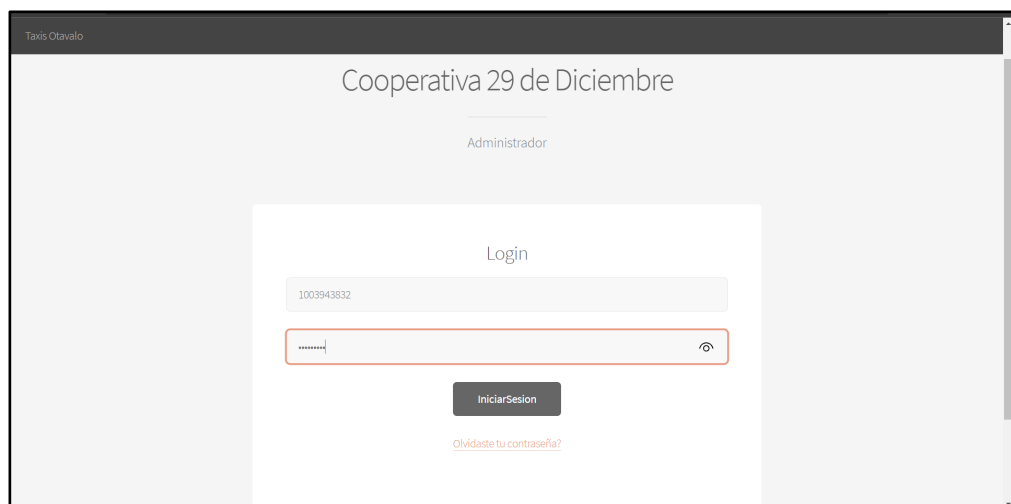 Taxis Otavalo
Cooperativa 29 de Diciembre
Administrador
Login
1003943832
•••••••••
IniciarSesion
Olvidaste tu contraseña?